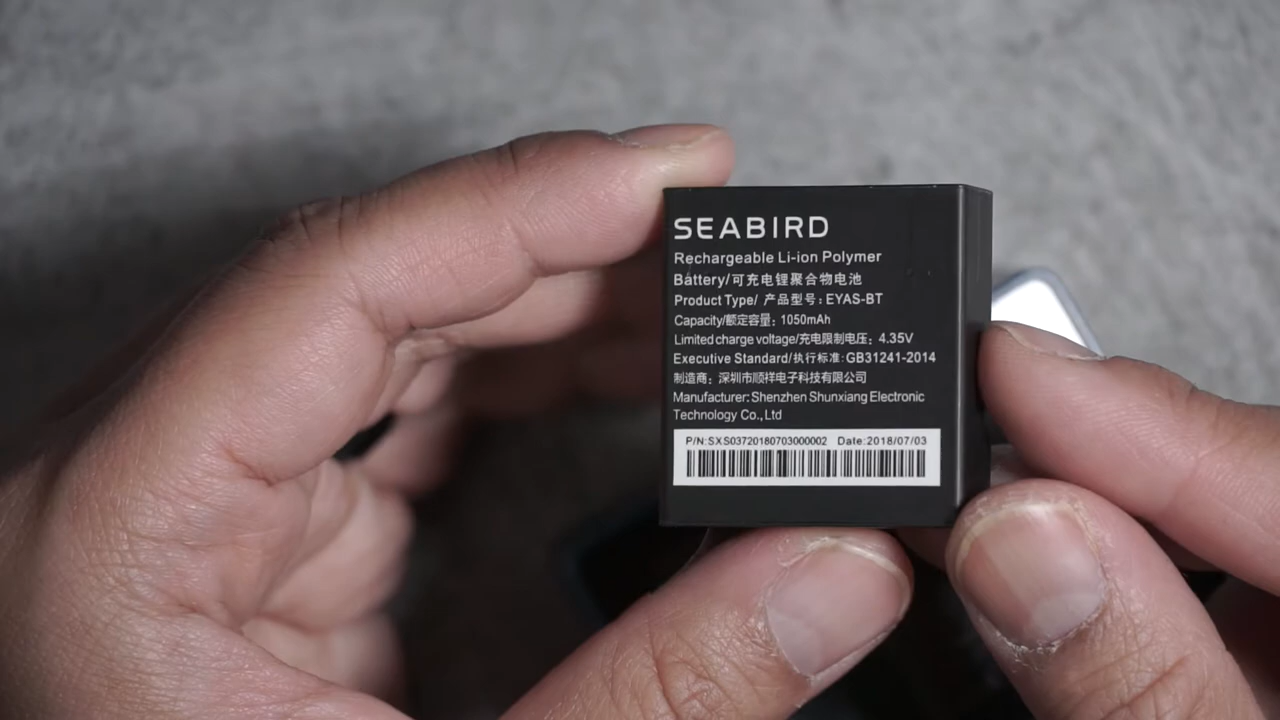 SEABIRD
Rechargeable Li-ion Polymer
Battery/可充电锂聚合物电池
Product Type/ 产品型号: EYAS-BT
Capacity/额定容量: 1050mAh
Limited charge voltage/充电限制电压: 4.35V
Executive Standard/执行标准: GB31241-2014
制造商: 深圳市顺祥电子科技有限公司
Manufacturer: Shenzhen Shunxiang Electronic
Technology Co., Ltd
P/N:SXS03720180703000002 Date:2018/07/03